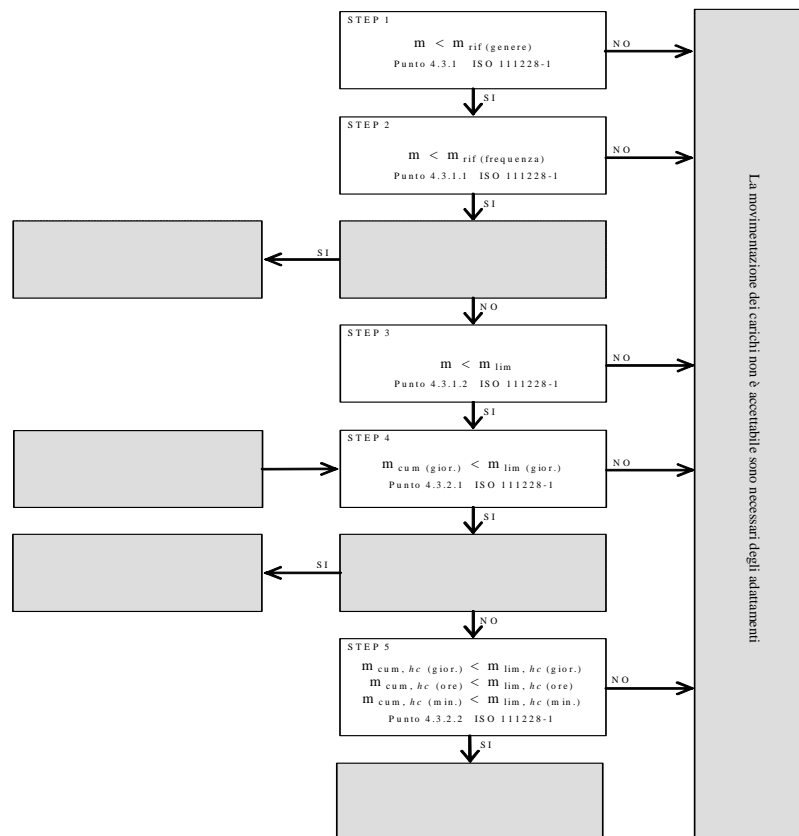 STEP 1
m < m rif (genere)
Punto 4.3.1 ISO 111228-1
NO
SI
STEP 2
m < m rif (frequenza)
Punto 4.3.1.1 ISO 111228-1
NO
SI
SI
NO
STEP 3
m < m lim
Punto 4.3.1.2 ISO 111228-1
NO
SI
STEP 4
m cum (gior.) < m lim (gior.)
Punto 4.3.2.1 ISO 111228-1
NO
SI
SI
NO
STEP 5
m cum, hc (gior.) < m lim, hc (gior.)
m cum, hc (ore) < m lim, hc (ore)
m cum, hc (min.) < m lim, hc (min.)
Punto 4.3.2.2 ISO 111228-1
NO
SI
La movimentazione dei carichi non è accettabile sono necessari degli adattamenti